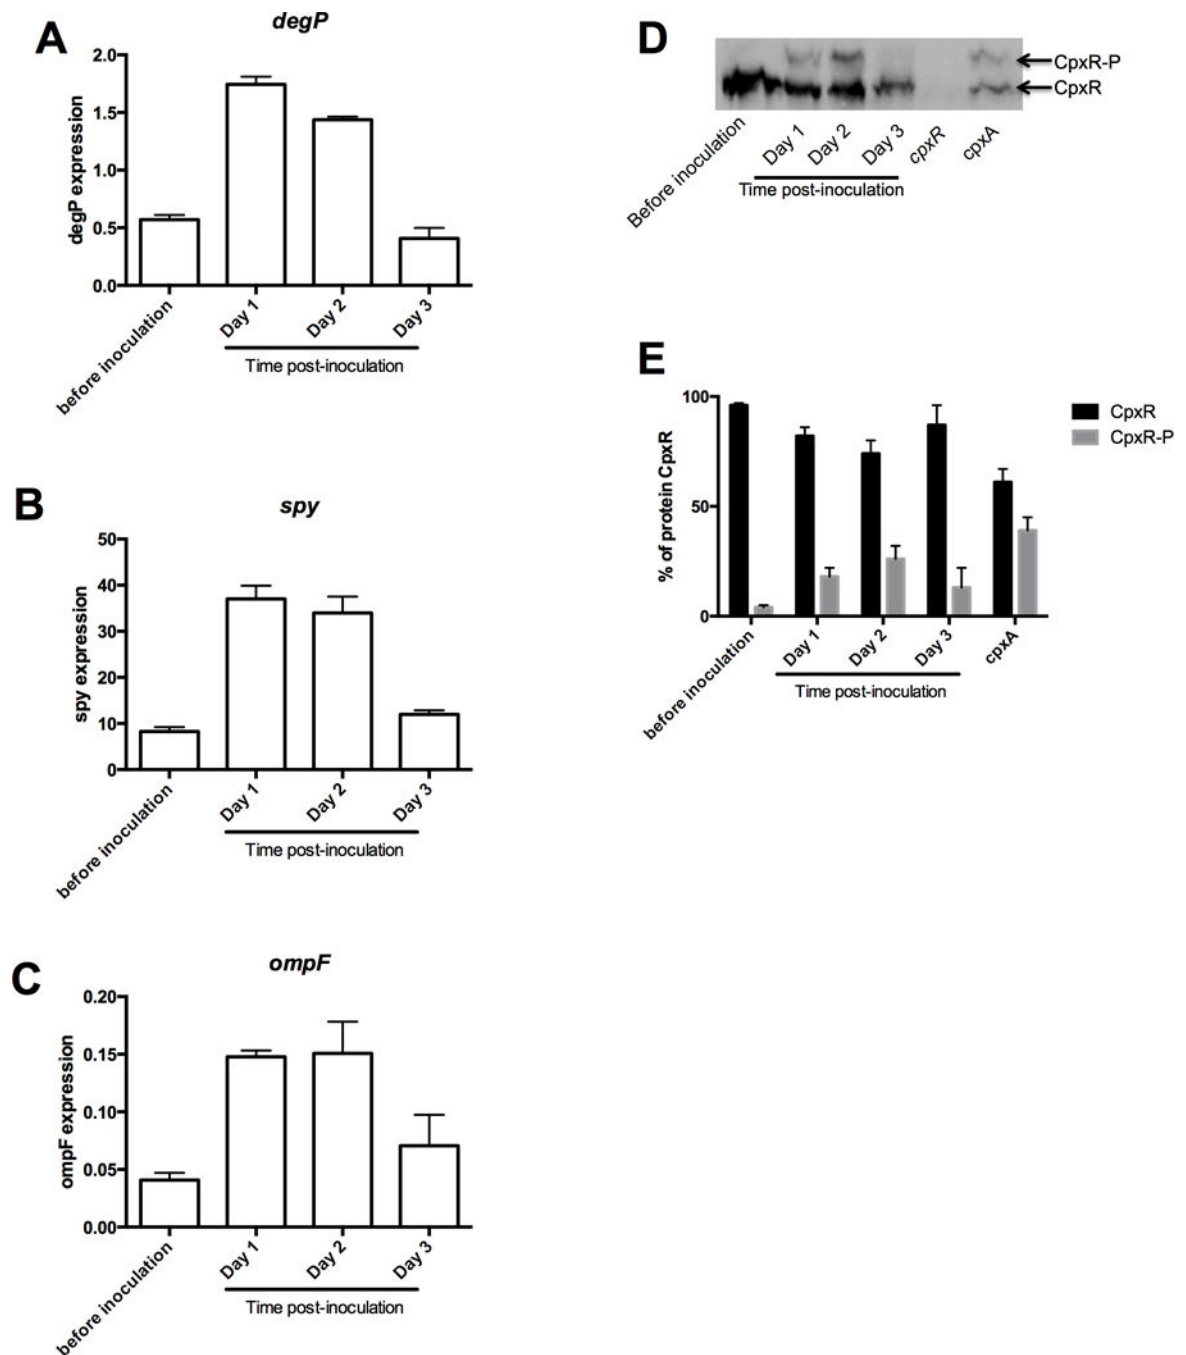 A
degP
degP expression
2.0
1.5
1.0
0.5
0.0
before inoculation
Day 1
Day 2
Day 3
Time post-inoculation
B
spy
spy expression
50
40
30
20
10
0
before inoculation
Day 1
Day 2
Day 3
Time post-inoculation
C
ompF
ompF expression
0.20
0.15
0.10
0.05
0.00
before inoculation
Day 1
Day 2
Day 3
Time post-inoculation
D
CpxR-P
CpxR
Before inoculation
Day 1
Day 2
Day 3
cpxR
cpxA
Time post-inoculation
E
% of protein CpxR
100
50
0
CpxR
CpxR-P
before inoculation
Day 1
Day 2
Day 3
cpxA
Time post-inoculation